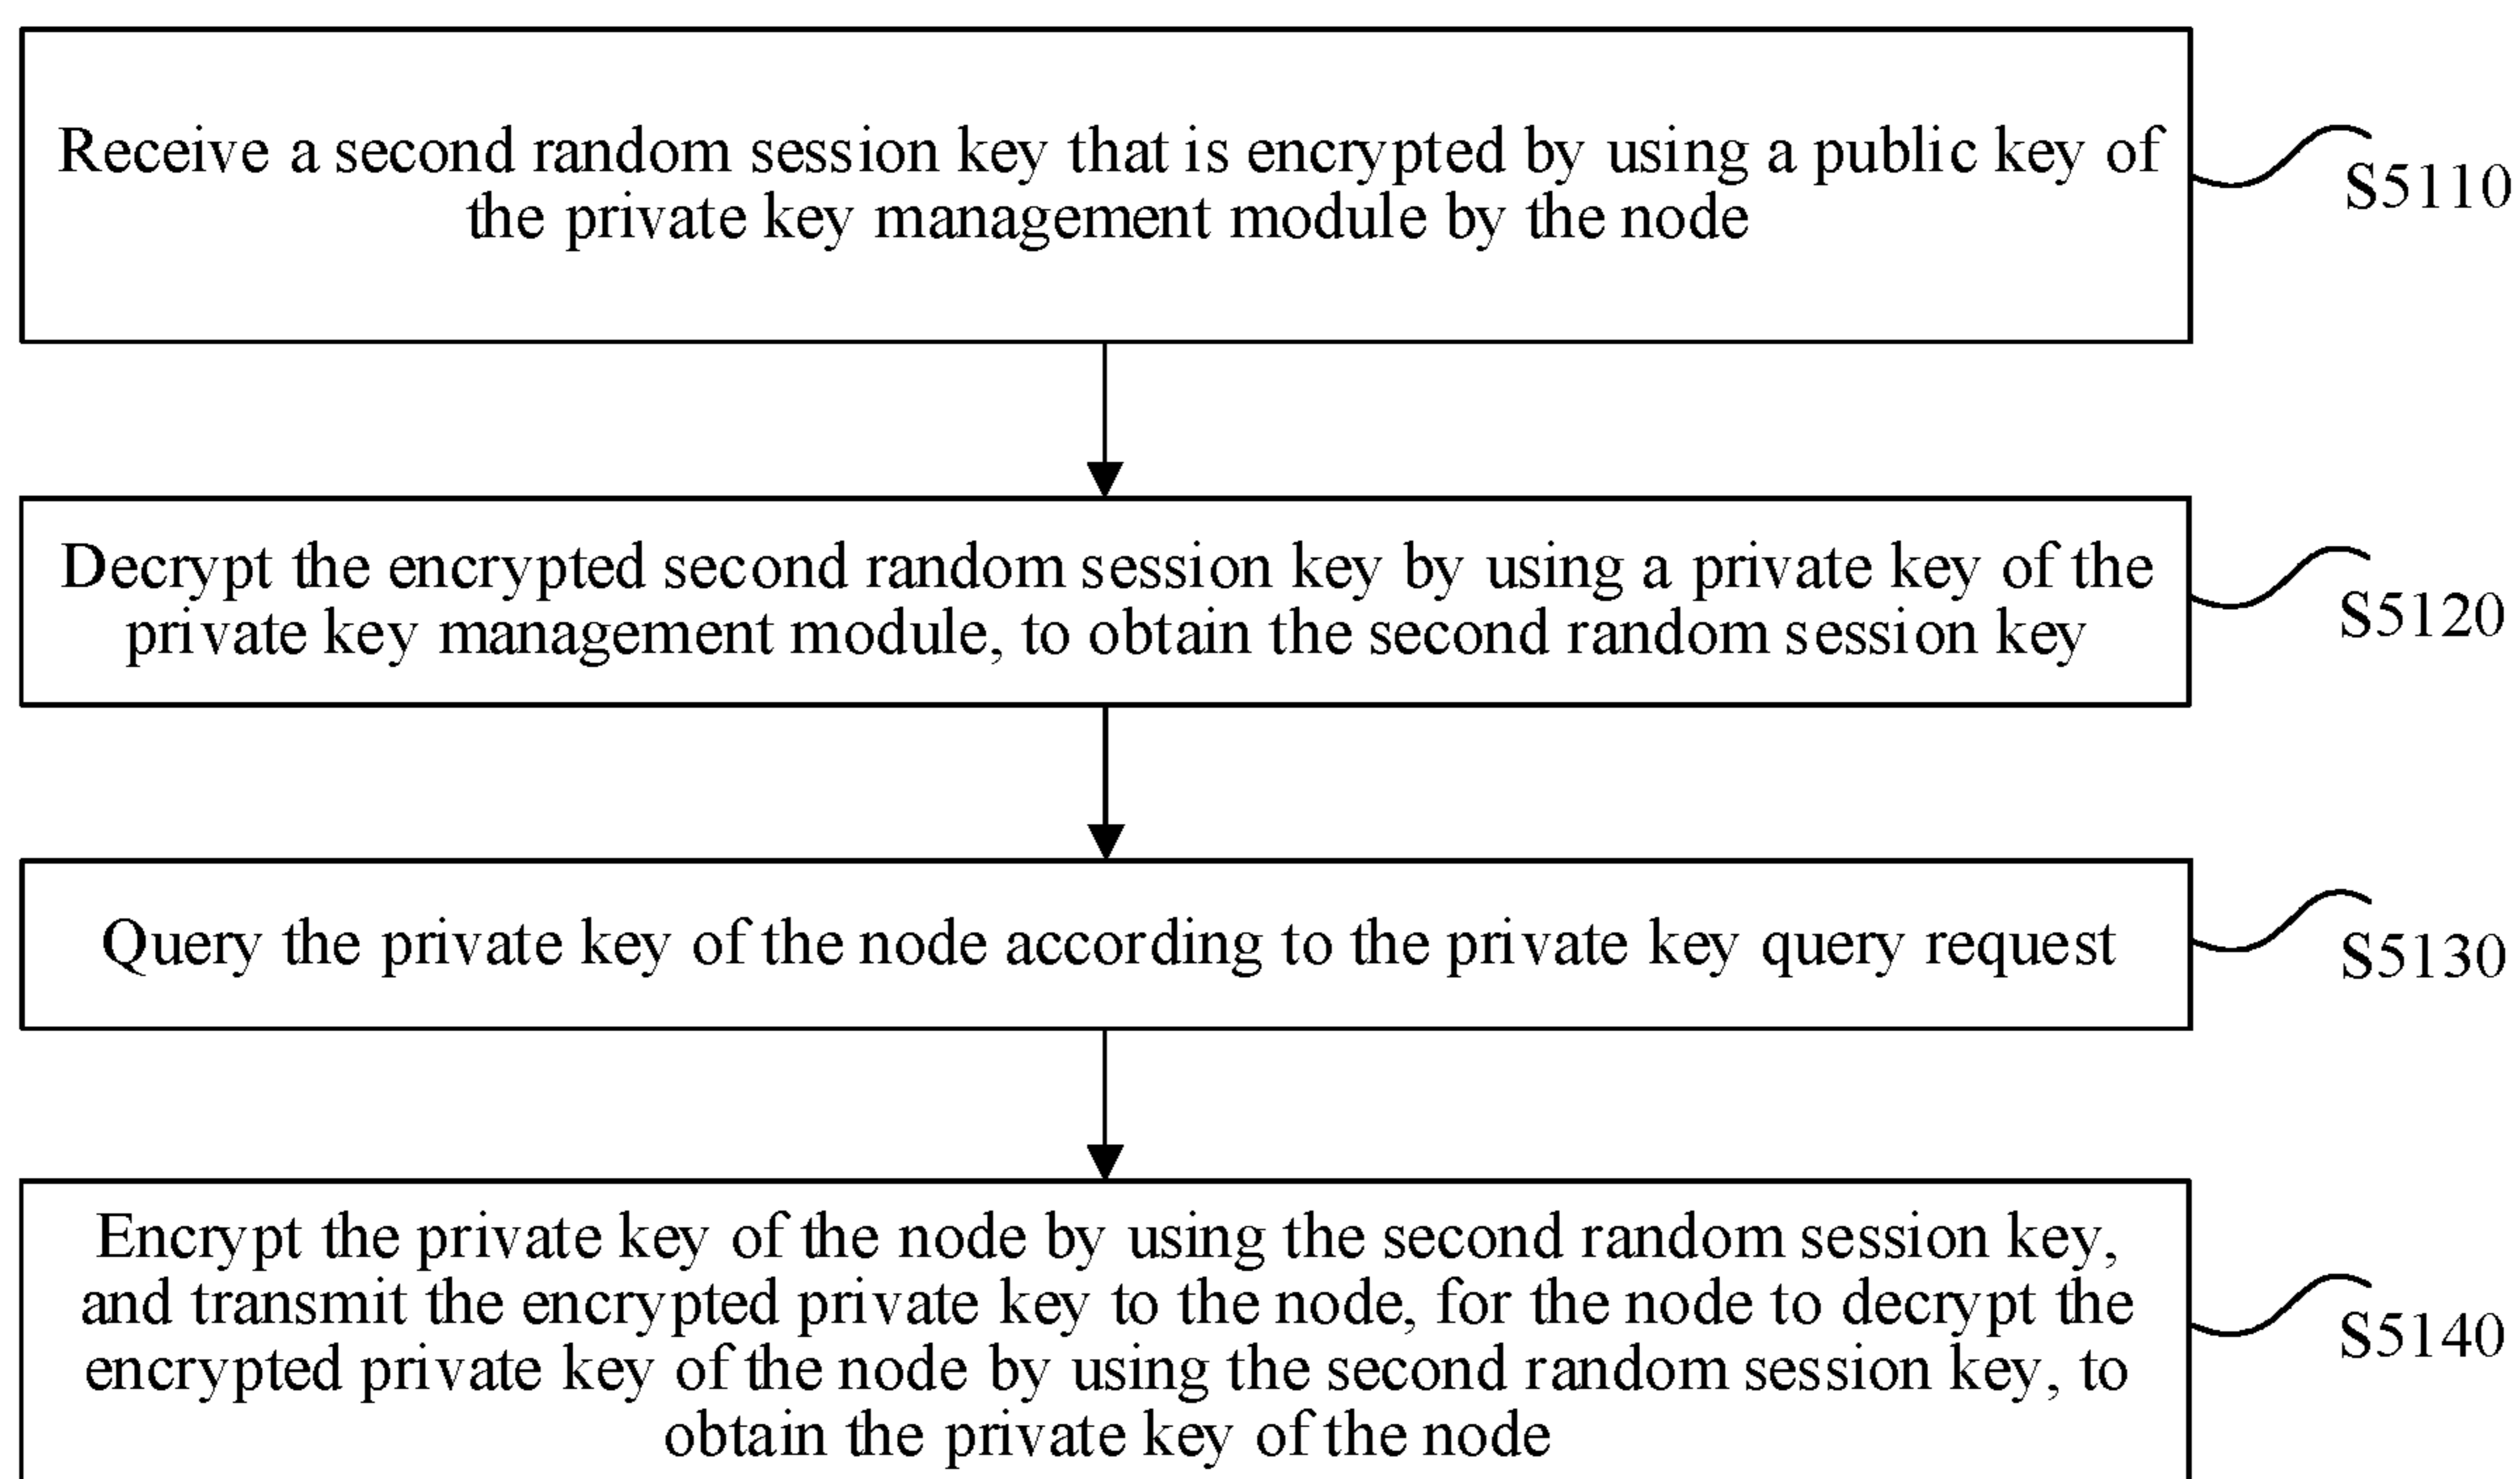 Receive a second random session key that is encrypted by using a public key of
the private key management module by the node
S5110
Decrypt the encrypted second random session key by using a private key of the
private key management module, to obtain the second random session key
S5120
Query the private key of the node according to the private key query request
S5130
Encrypt the private key of the node by using the second random session key,
and transmit the encrypted private key to the node, for the node to decrypt the
encrypted private key of the node by using the second random session key, to
obtain the private key of the node
S5140